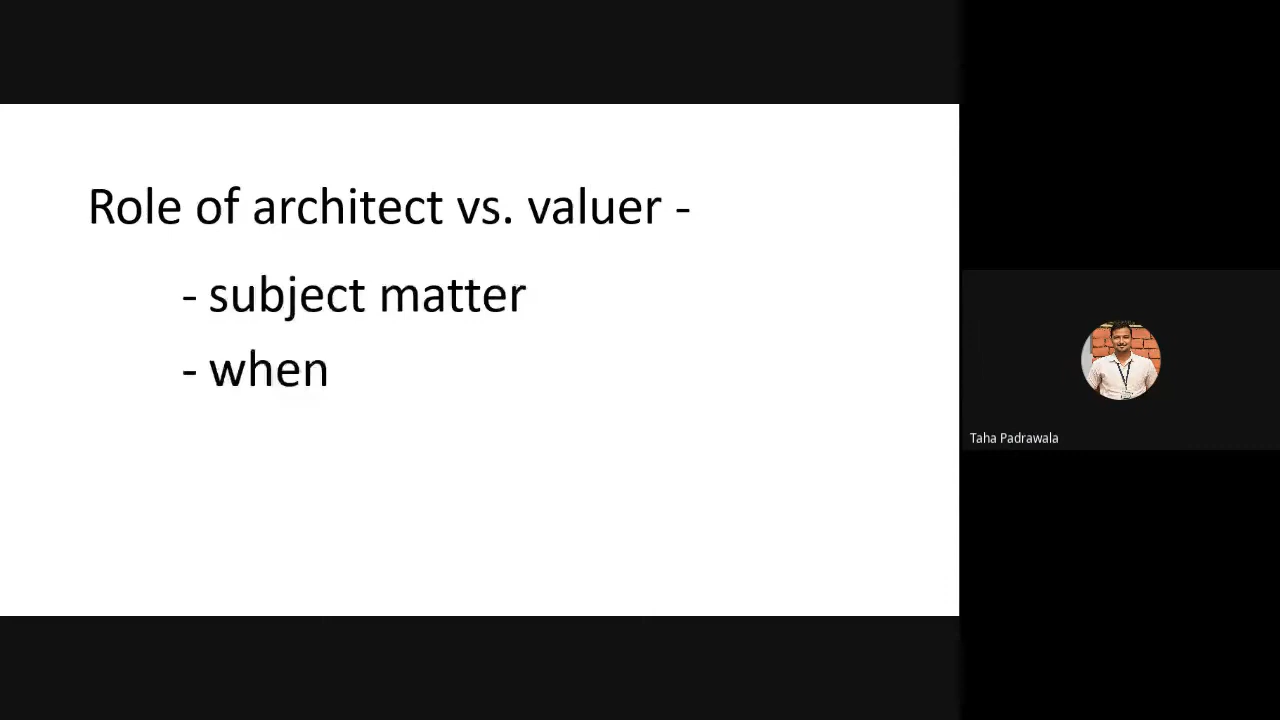 Role of architect vs. valuer -
- subject matter
- when
Taha Padrawala